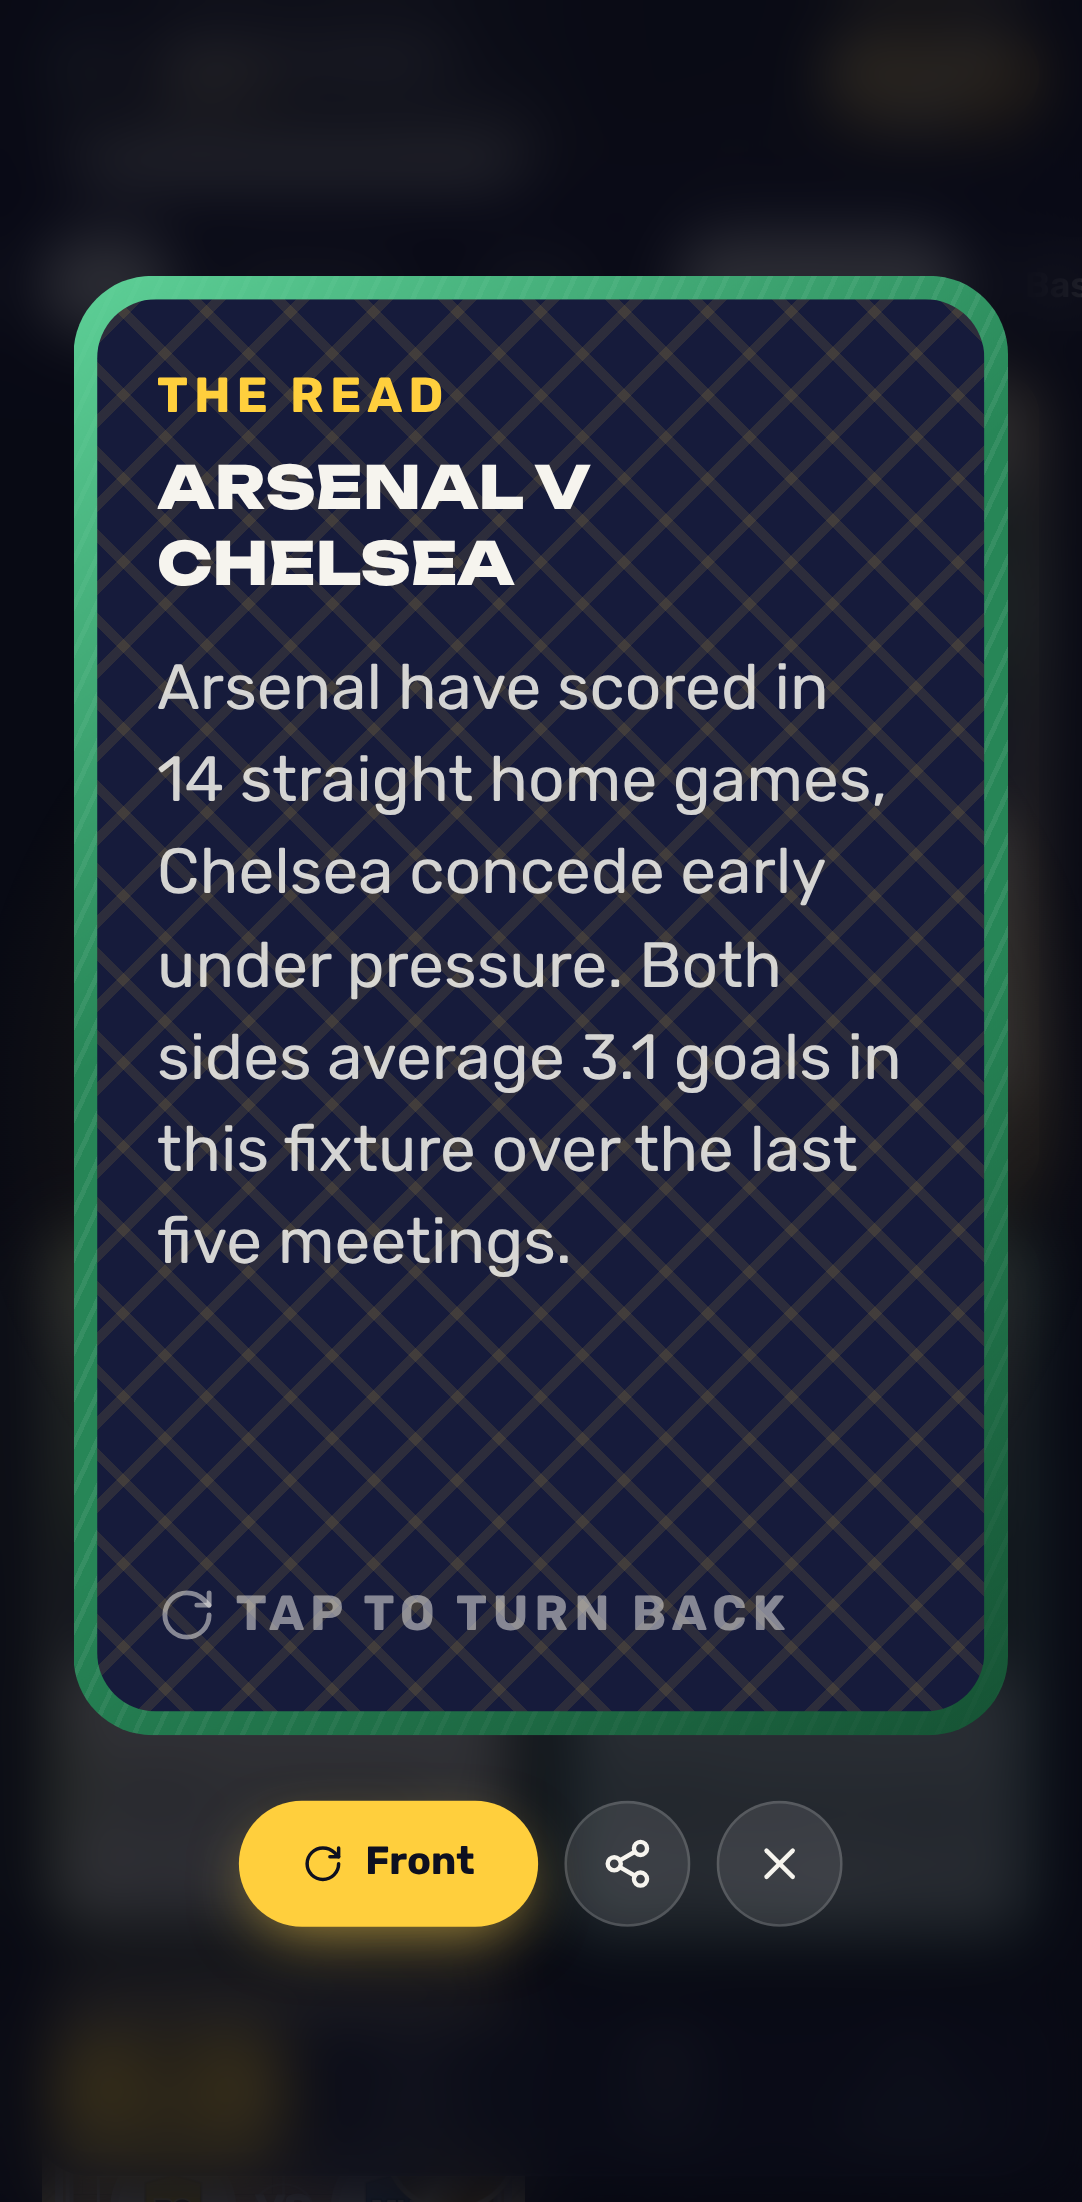 Bas
THE READ
ARSENAL V
CHELSEA
Arsenal have scored in
14 straight home games,
Chelsea concede early
under pressure. Both
sides average 3.1 goals in
this fixture over the last
five meetings.
TAP TO TURN BACK
Front